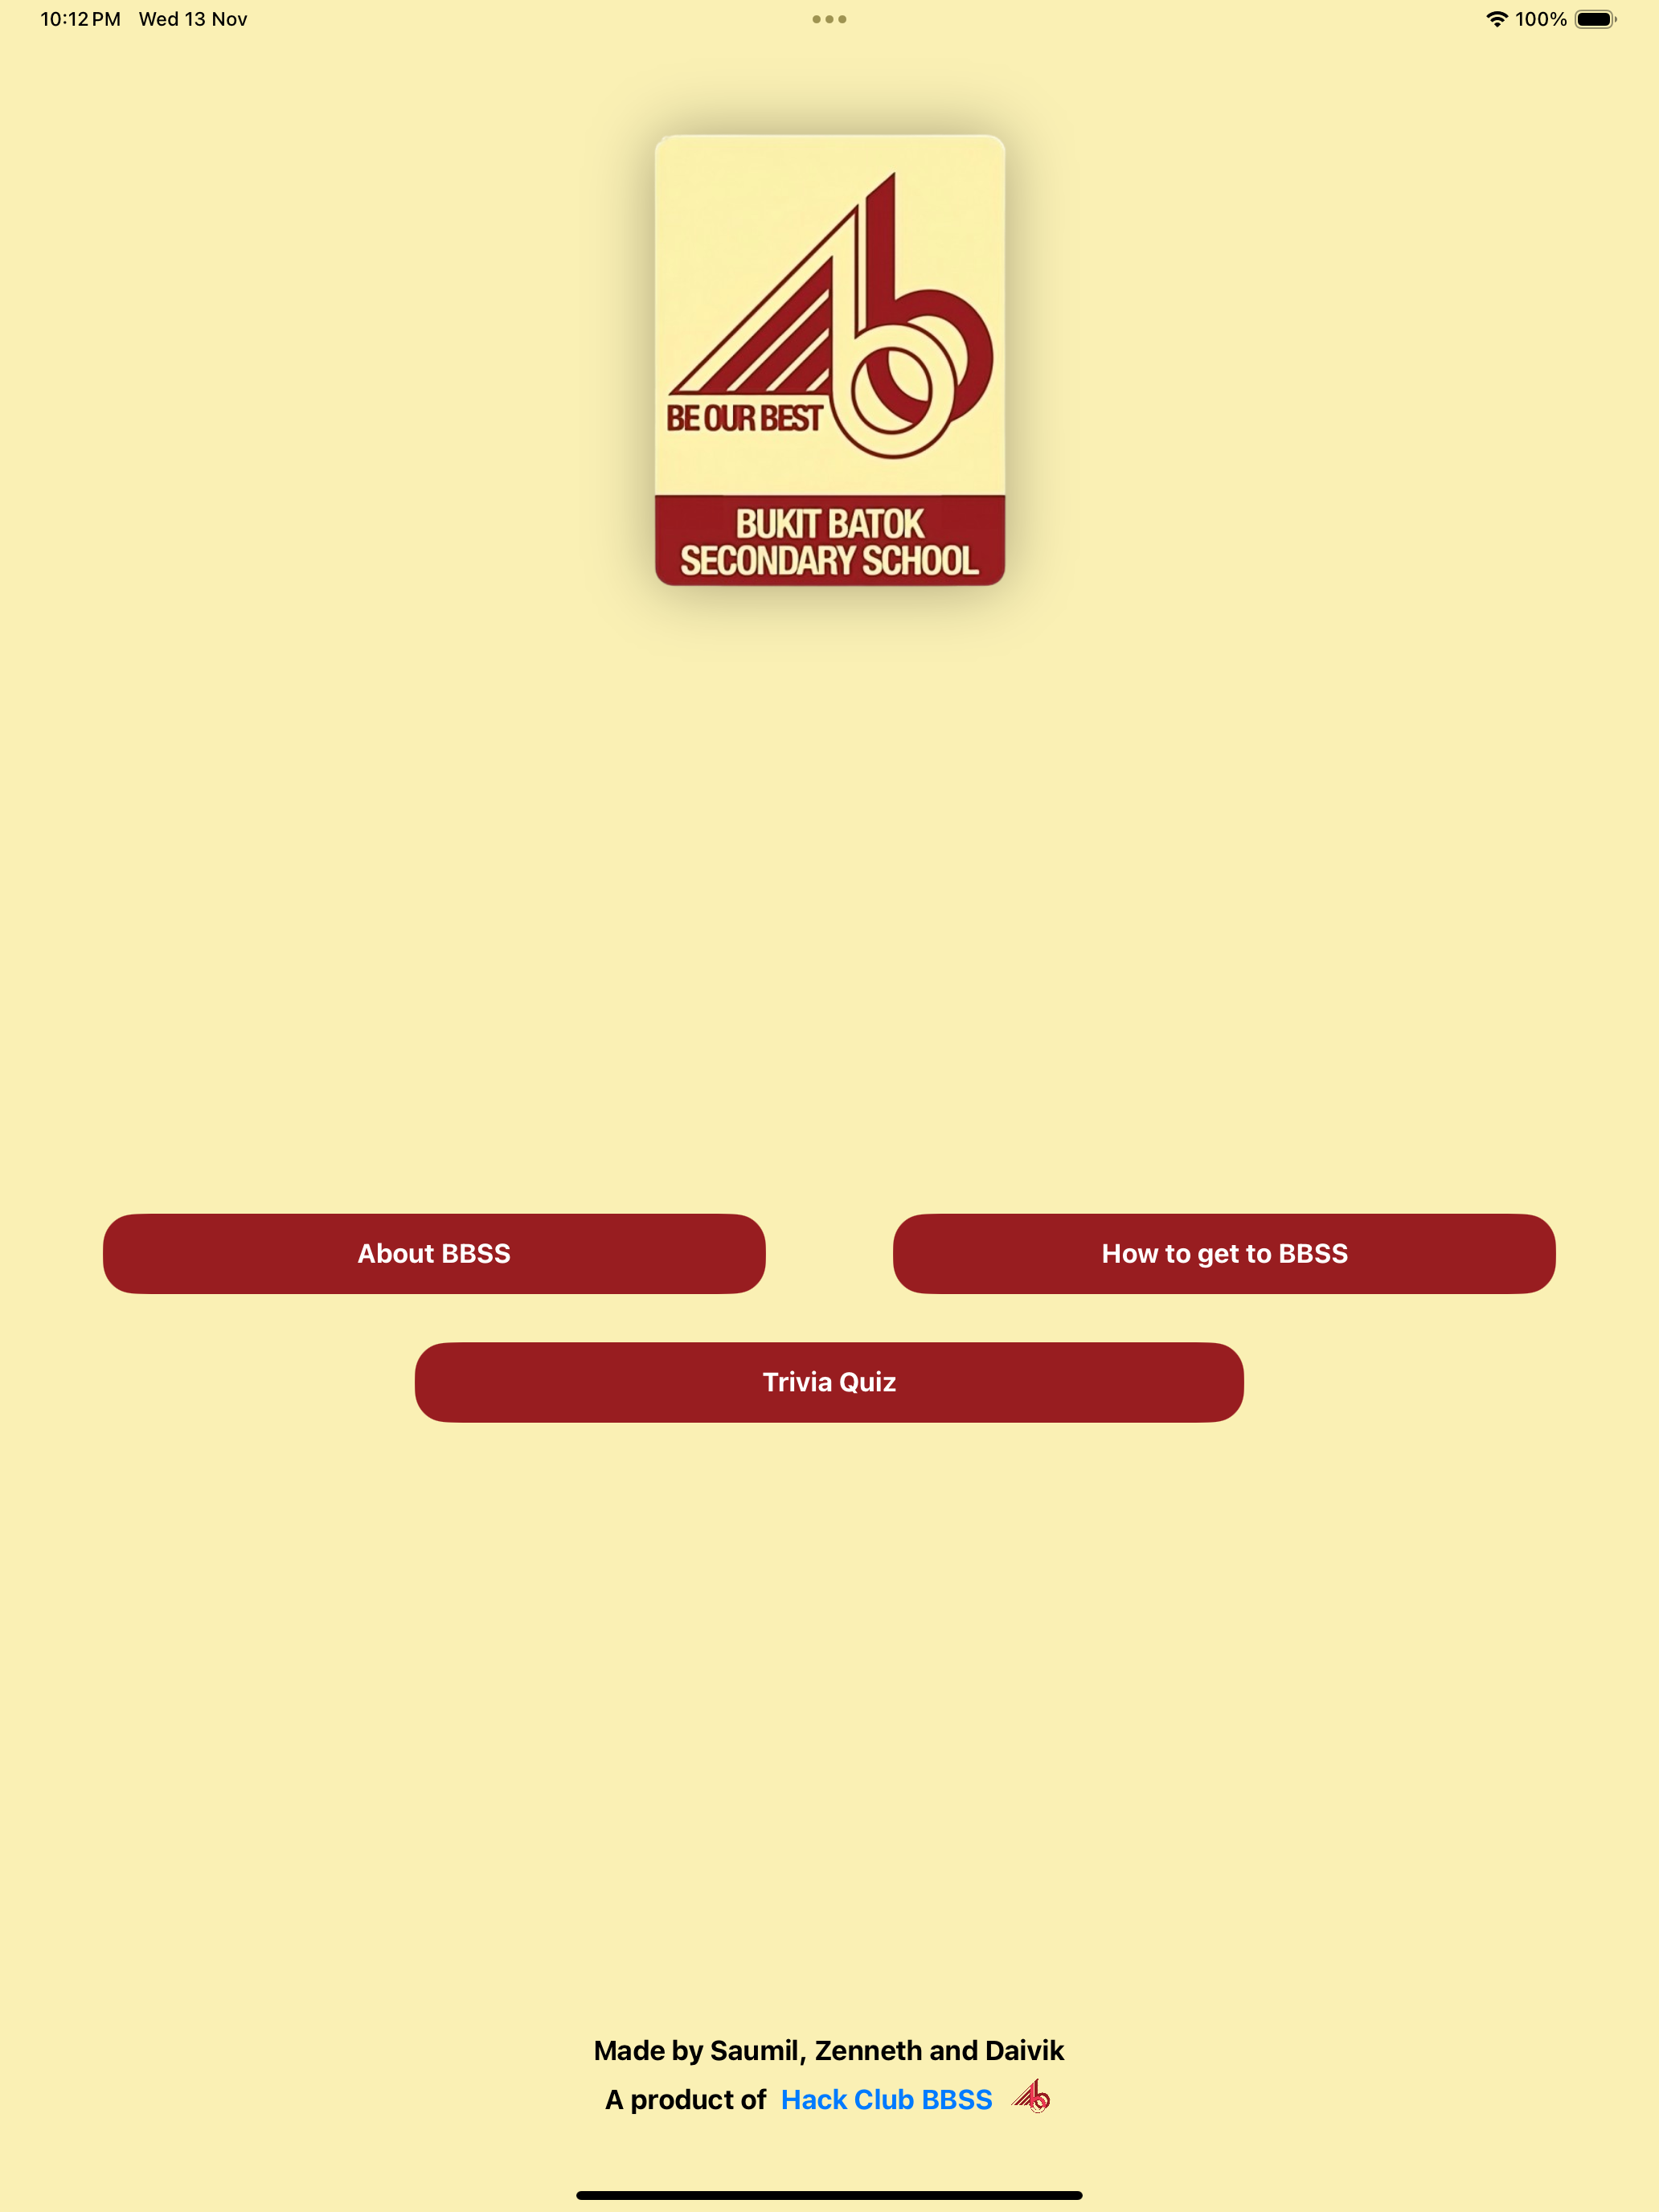 10:12 PM Wed 13 Nov
100%
BE OUR BEST
BUKIT BATOK
SECONDARY SCHOOL
About BBSS
How to get to BBSS
Trivia Quiz
Made by Saumil, Zenneth and Daivik
A product of Hack Club BBSS